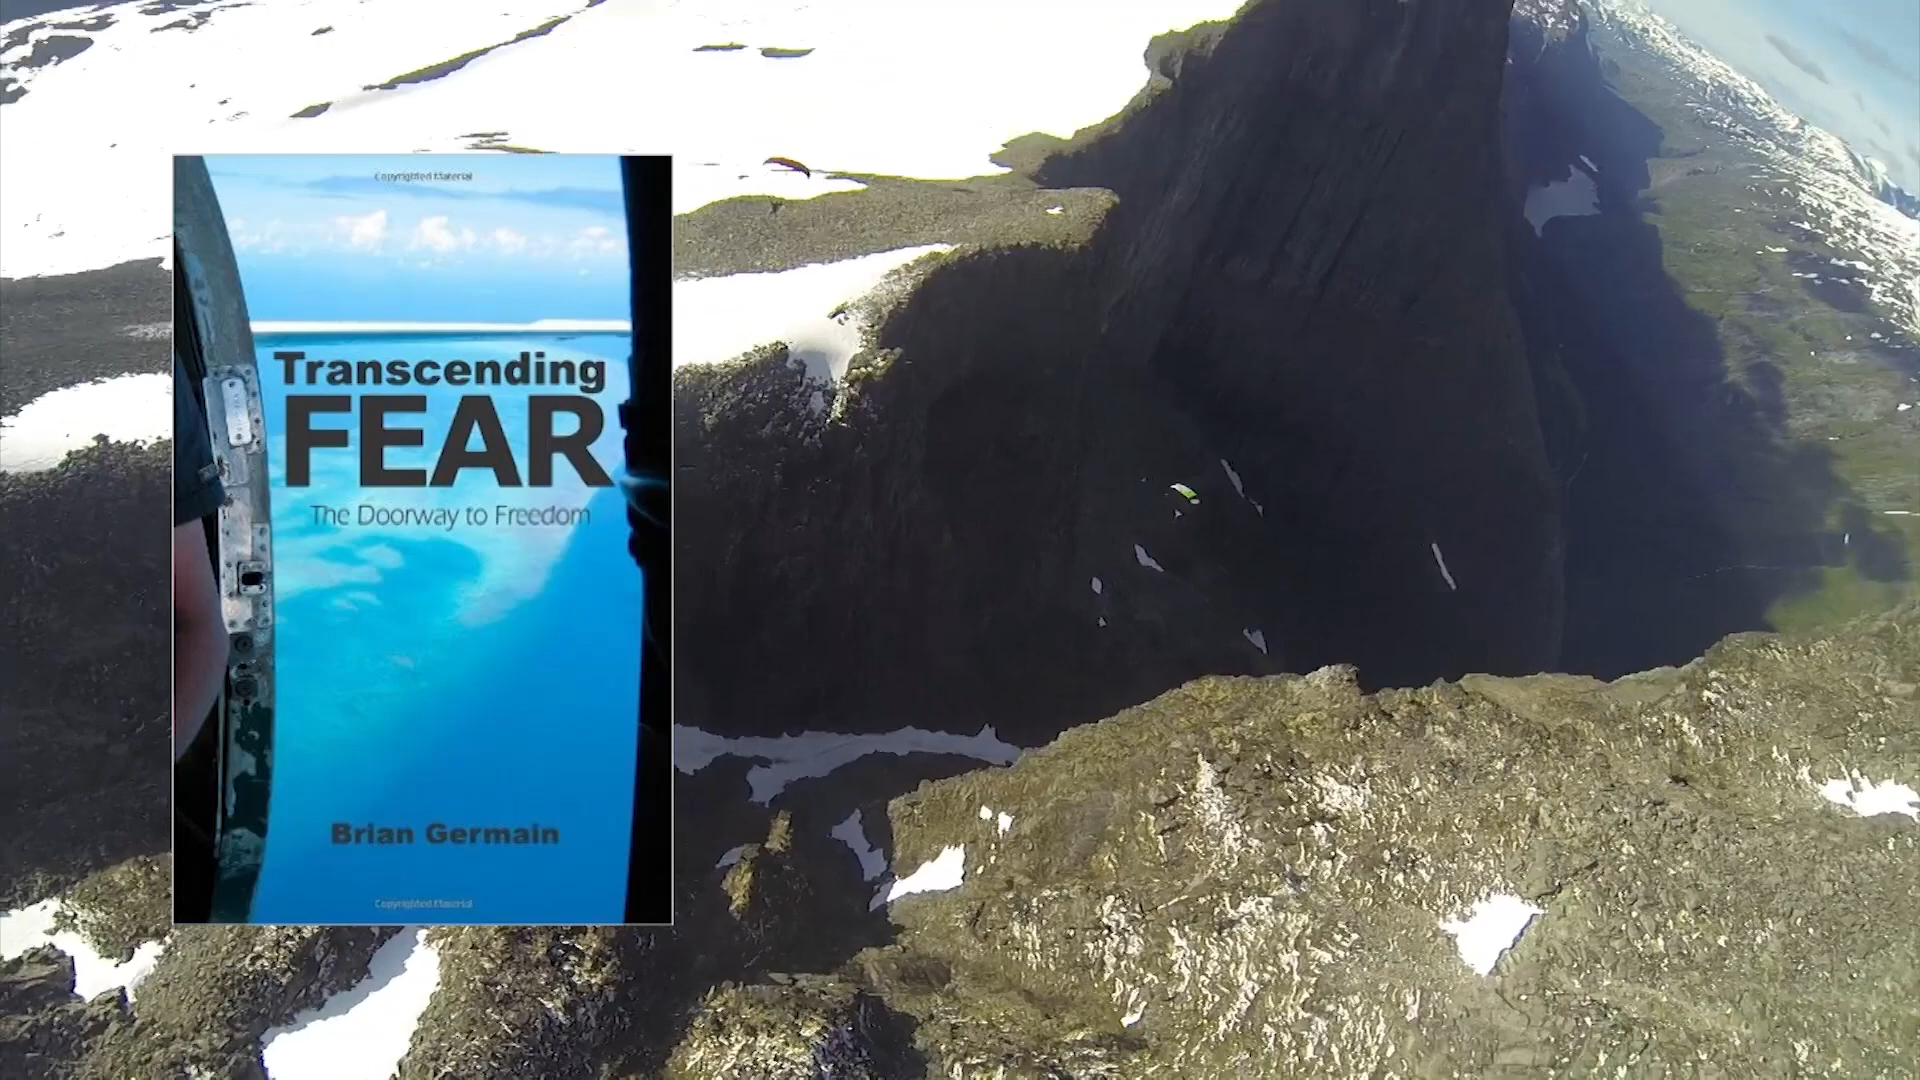 Copyrighted Material
Transcending
FEAR
The Doorway to Freedom
Brian Germain
Copyrighted Material